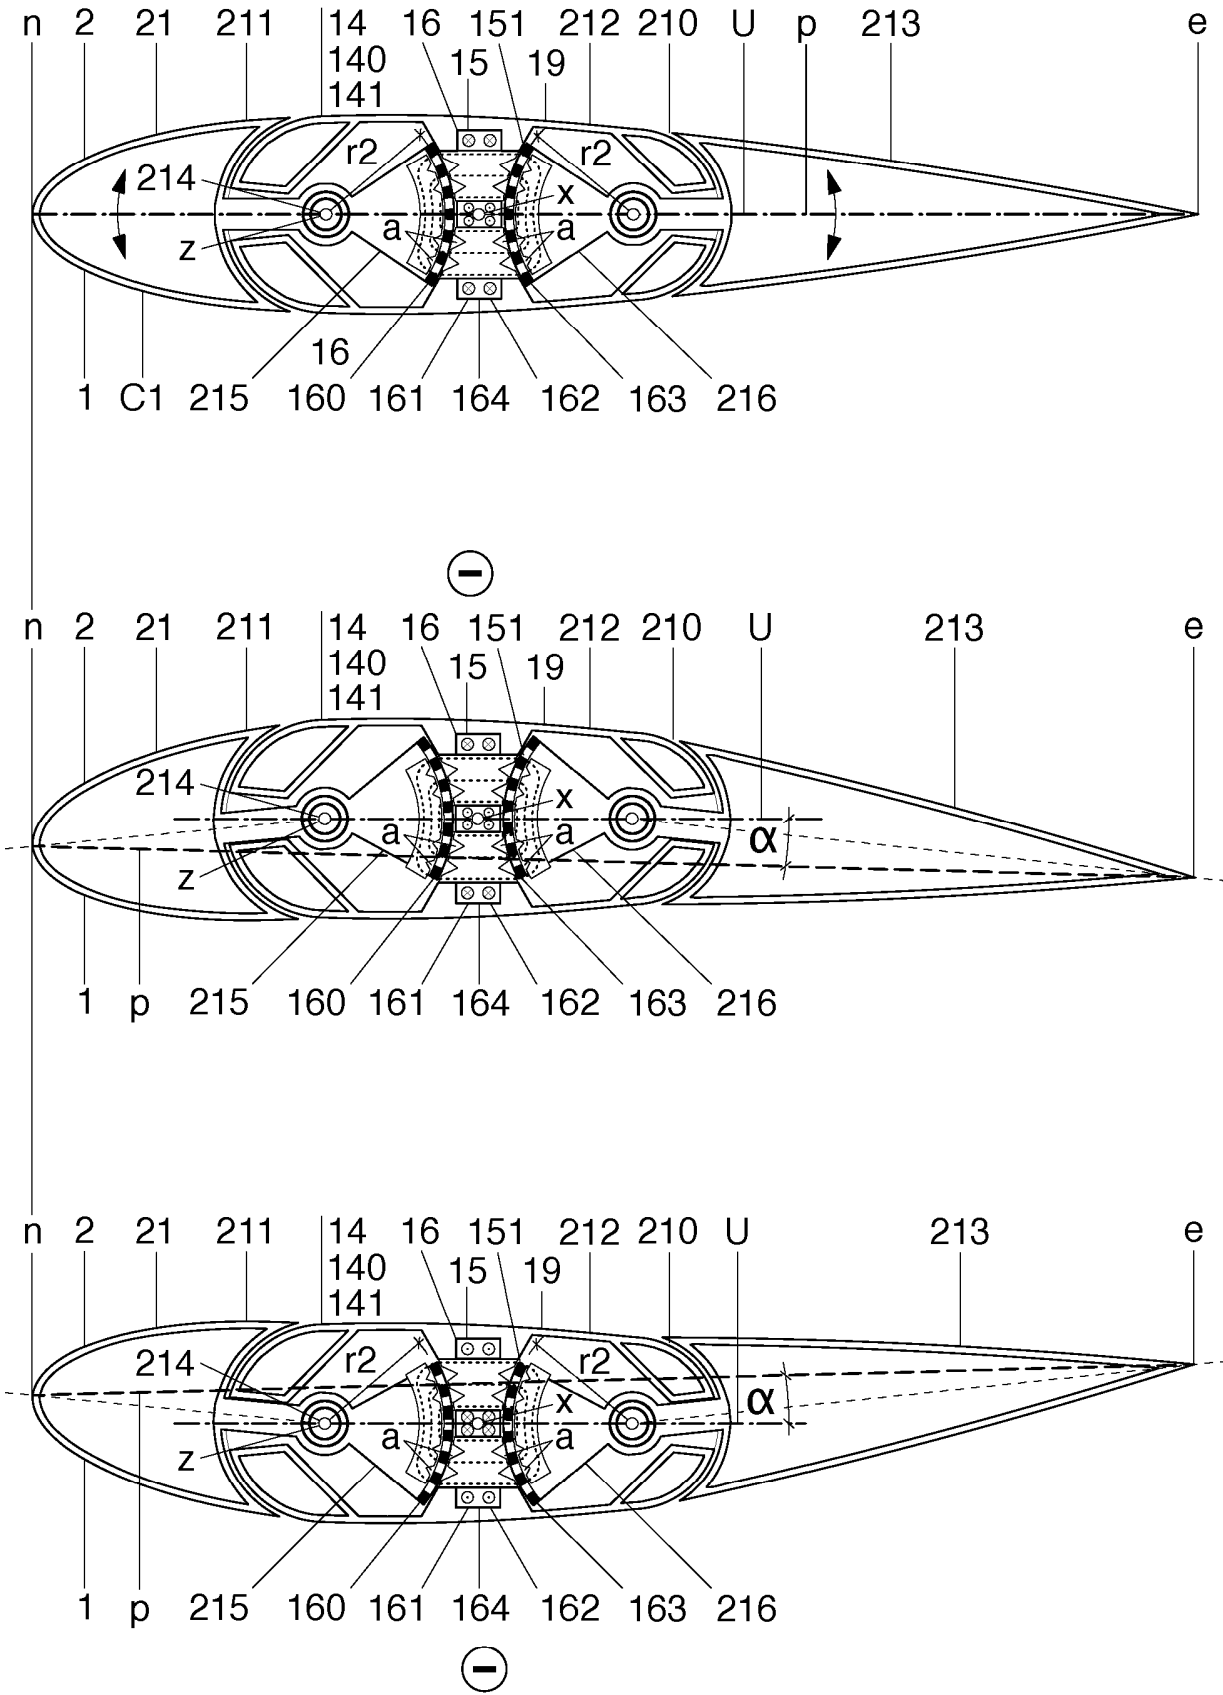 n 2 21 211 14 16 151 212 210 U p 213 e
140 15 19
141
r2 r2
214 x
a a
z
16
1 C1 215 160 161 164 162 163 216
−
n 2 21 211 14 16 151 212 210 U 213 e
140 15 19
141
214 x
a a α
z
1 p 215 160 161 164 162 163 216
n 2 21 211 14 16 151 212 210 U 213 e
140 15 19
141
214 r2 r2
x α
a a
z
1 p 215 160 161 164 162 163 216
−